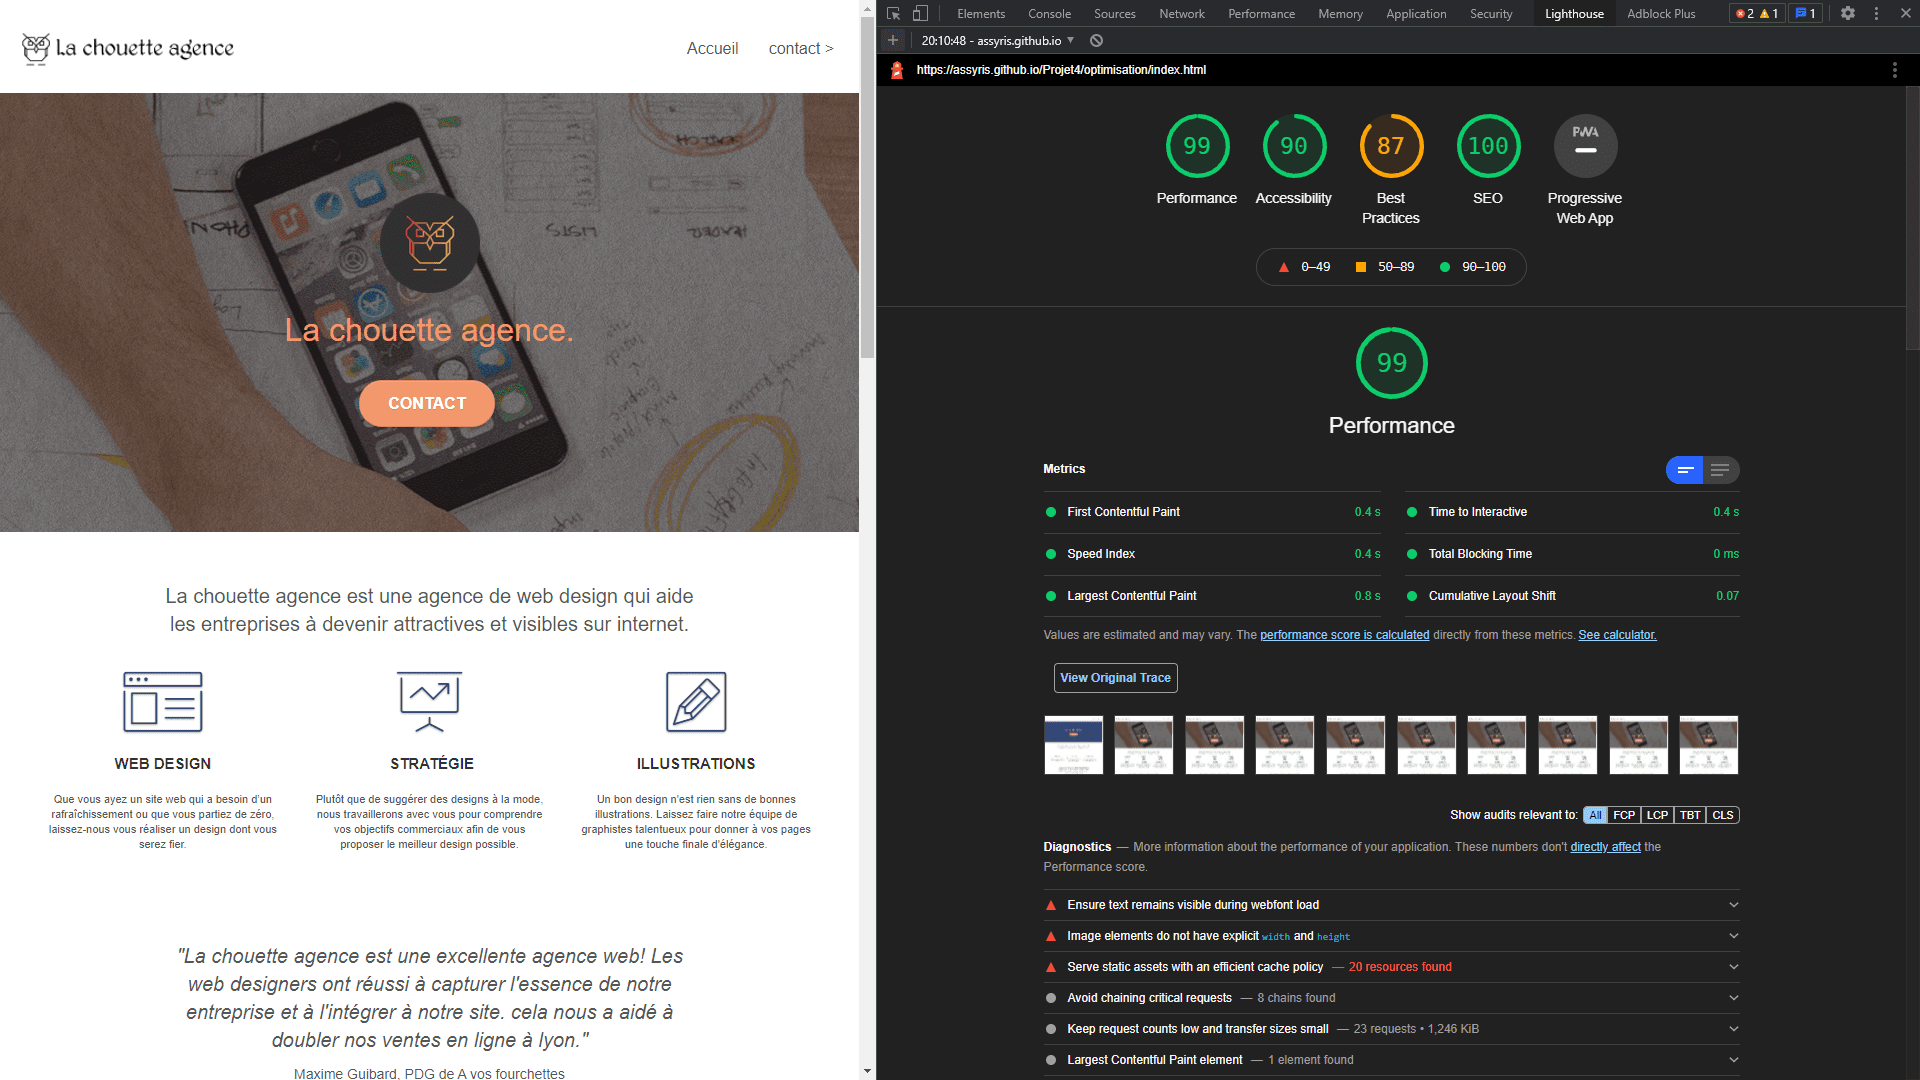 La chouette agence
Accueil
contact >
HEADER
LISTS
HEADER
La chouette agence.
CONTACT
La chouette agence est une agence de web design qui aide
les entreprises à devenir attractives et visibles sur internet.
WEB DESIGN
Que vous ayez un site web qui a besoin d'un
rafraîchissement ou que vous partiez de zéro,
laissez-nous vous réaliser un design dont vous
serez fier.
STRATÉGIE
Plutôt que de suggérer des designs à la mode,
nous travaillerons avec vous pour comprendre
vos objectifs commerciaux afin de vous
proposer le meilleur design possible.
ILLUSTRATIONS
Un bon design n'est rien sans de bonnes
illustrations. Laissez faire notre équipe de
graphistes talentueux pour donner à vos pages
une touche finale d'élégance.
"La chouette agence est une excellente agence web! Les
web designers ont réussi à capturer l'essence de notre
entreprise et à l'intégrer à notre site. cela nous a aidé à
doubler nos ventes en ligne à lyon."
Maxime Guibard, PDG de A vos fourchettes
Elements Console Sources Network Performance Memory Application Security Lighthouse Adblock Plus 2 1 1
20:10:48 - assyris.github.io
https://assyris.github.io/Projet4/optimisation/index.html
99 90 87 100 PWA
Performance
Accessibility
Best
Practices
SEO
Progressive
Web App
0–49 50–89 90–100
99
Performance
Metrics
First Contentful Paint 0.4 s
Time to Interactive 0.4 s
Speed Index 0.4 s
Total Blocking Time 0 ms
Largest Contentful Paint 0.8 s
Cumulative Layout Shift 0.07
Values are estimated and may vary. The performance score is calculated directly from these metrics. See calculator.
View Original Trace
Show audits relevant to: All FCP LCP TBT CLS
Diagnostics — More information about the performance of your application. These numbers don't directly affect the
Performance score.
Ensure text remains visible during webfont load
Image elements do not have explicit width and height
Serve static assets with an efficient cache policy — 20 resources found
Avoid chaining critical requests — 8 chains found
Keep request counts low and transfer sizes small — 23 requests • 1,246 KiB
Largest Contentful Paint element — 1 element found